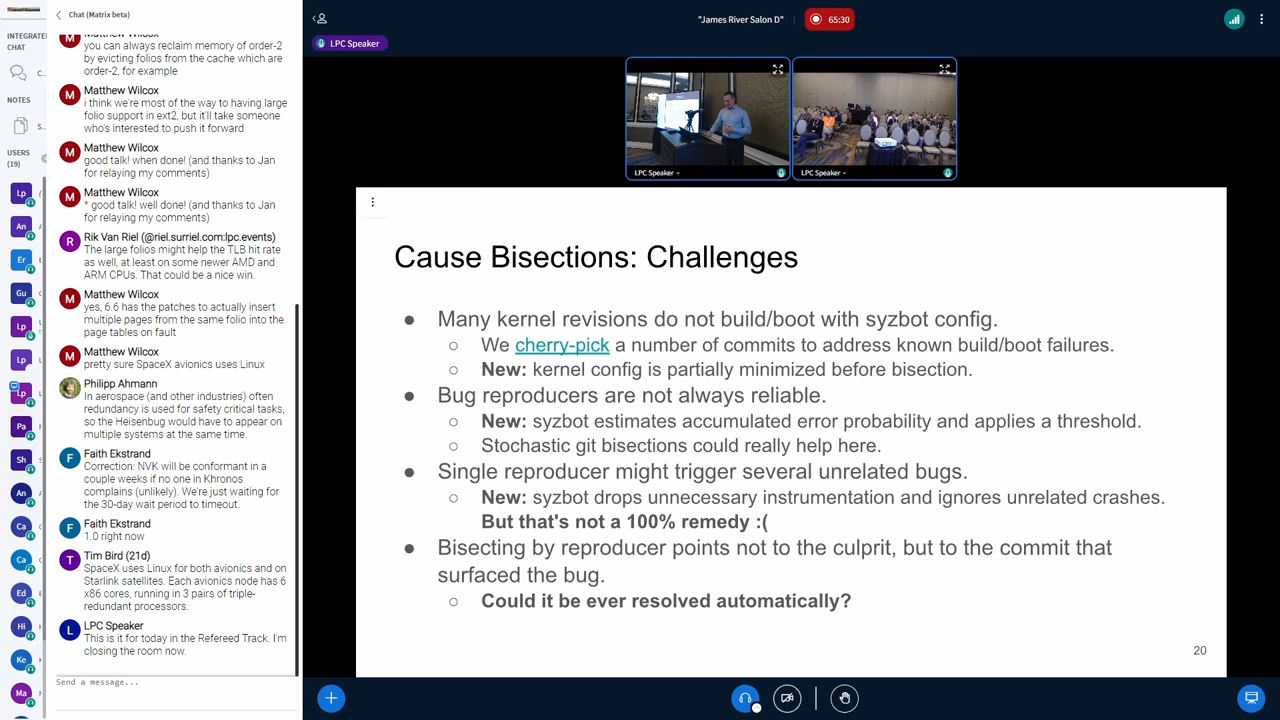 Chat (Matrix beta)
INTEGRATED
CHAT
C..
NOTES
S..
USERS
(19)
Lp
An
Er
Gu
Lp
Lp
Lp
Pa
Sh
An
Ca
Ca
Ed
Hi
Ke
Ma
Matthew Wilcox
you can always reclaim memory of order-2
by evicting folios from the cache which are
order-2, for example
Matthew Wilcox
i think we're most of the way to having large
folio support in ext2, but it'll take someone
who's interested to push it forward
Matthew Wilcox
good talk! when done! (and thanks to Jan
for relaying my comments)
Matthew Wilcox
* good talk! well done! (and thanks to Jan
for relaying my comments)
Rik Van Riel (@riel.surriel.com:lpc.events)
The large folios might help the TLB hit rate
as well, at least on some newer AMD and
ARM CPUs. That could be a nice win.
Matthew Wilcox
yes, 6.6 has the patches to actually insert
multiple pages from the same folio into the
page tables on fault
Matthew Wilcox
pretty sure SpaceX avionics uses Linux
Philipp Ahmann
In aerospace (and other industries) often
redundancy is used for safety critical tasks,
so the Heisenbug would have to appear on
multiple systems at the same time.
Faith Ekstrand
Correction: NVK will be conformant in a
couple weeks if no one in Khronos
complains (unlikely). We're just waiting for
the 30-day wait period to timeout.
Faith Ekstrand
1.0 right now
Tim Bird (21d)
SpaceX uses Linux for both avionics and on
Starlink satellites. Each avionics node has 6
x86 cores, running in 3 pairs of triple-
redundant processors.
LPC Speaker
This is it for today in the Refereed Track. I'm
closing the room now.
Send a message...
"James River Salon D"
65:30
LPC Speaker
LPC Speaker
LPC Speaker
Cause Bisections: Challenges
● Many kernel revisions do not build/boot with syzbot config.
○ We cherry-pick a number of commits to address known build/boot failures.
○ New: kernel config is partially minimized before bisection.
● Bug reproducers are not always reliable.
○ New: syzbot estimates accumulated error probability and applies a threshold.
○ Stochastic git bisections could really help here.
● Single reproducer might trigger several unrelated bugs.
○ New: syzbot drops unnecessary instrumentation and ignores unrelated crashes.
But that's not a 100% remedy :(
● Bisecting by reproducer points not to the culprit, but to the commit that
surfaced the bug.
○ Could it be ever resolved automatically?
20